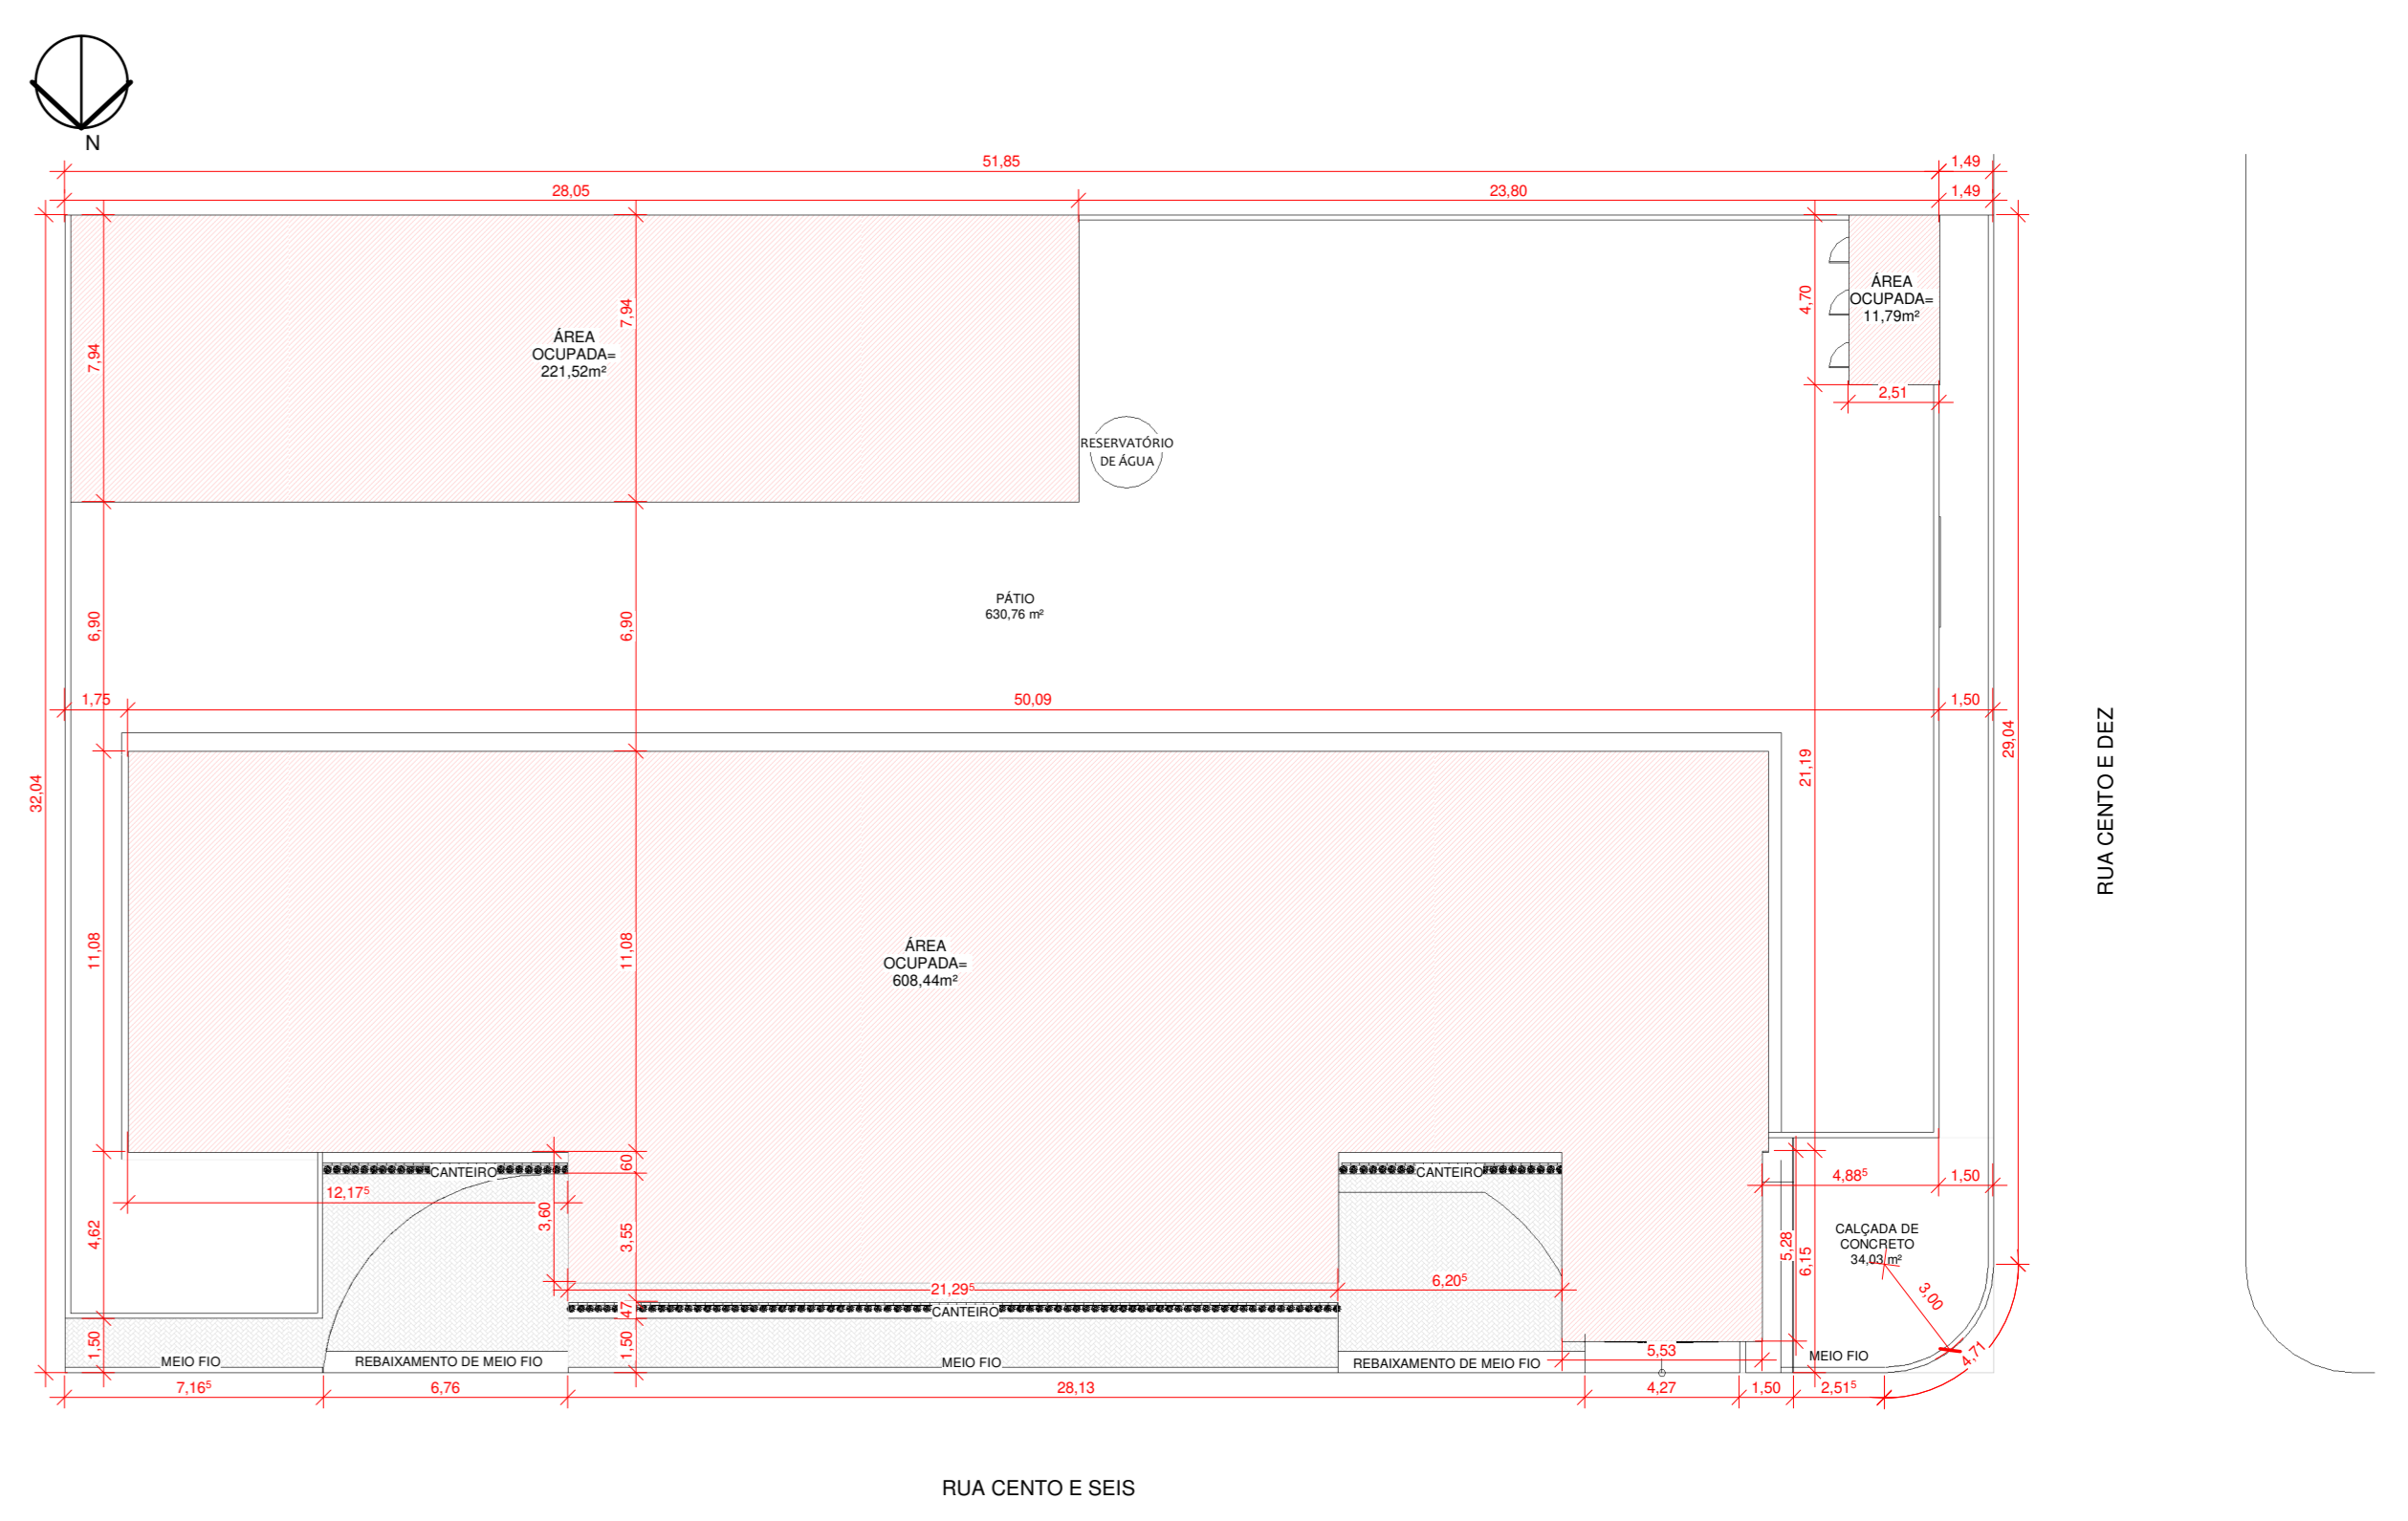 N
51,85
1,49
28,05
23,80
1,49
ÁREA
OCUPADA=
11,79m²
4,70
7,94
7,94
ÁREA
OCUPADA=
221,52m²
2,51
RESERVATÓRIO
DE ÁGUA
PÁTIO
630,76 m²
6,90
6,90
1,75
50,09
1,50
29,04
21,19
32,04
RUA CENTO E DEZ
11,08
11,08
ÁREA
OCUPADA=
608,44m²
60
CANTEIRO
CANTEIRO
4,88⁵
1,50
12,17⁵
3,60
3,55
4,62
5,28
6,15
CALÇADA DE
CONCRETO
34,03 m²
21,29⁵
6,20⁵
3,00
47
CANTEIRO
1,50
1,50
MEIO FIO
REBAIXAMENTO DE MEIO FIO
MEIO FIO
REBAIXAMENTO DE MEIO FIO
5,53
MEIO FIO
4,71
7,16⁵
6,76
28,13
4,27
1,50
2,51⁵
RUA CENTO E SEIS